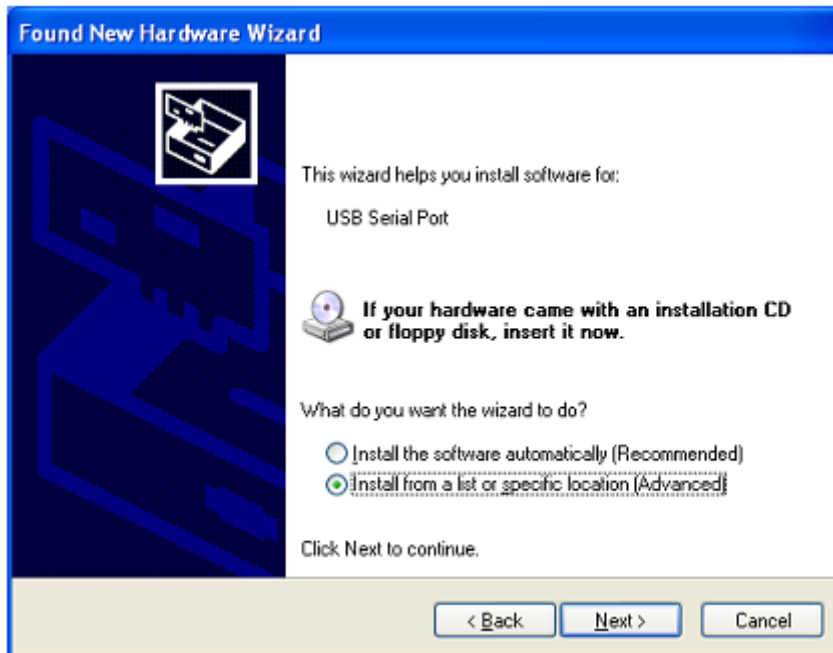 Found New Hardware Wizard
This wizard helps you install software for:
USB Serial Port
If your hardware came with an installation CD
or floppy disk, insert it now.
What do you want the wizard to do?
Install the software automatically (Recommended)
Install from a list or specific location (Advanced)
Click Next to continue.
< Back Next > Cancel